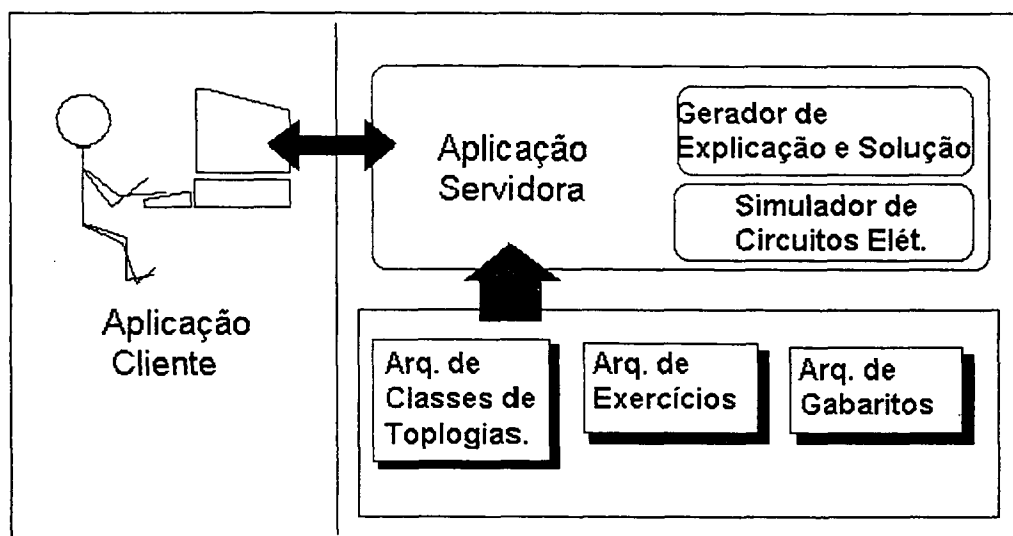 Aplicação
Servidora
Gerador de
Explicação e Solução
Simulador de
Circuitos Elét.
Aplicação
Cliente
Arq. de
Classes de
Toplogias.
Arq. de
Exercícios
Arq. de
Gabaritos